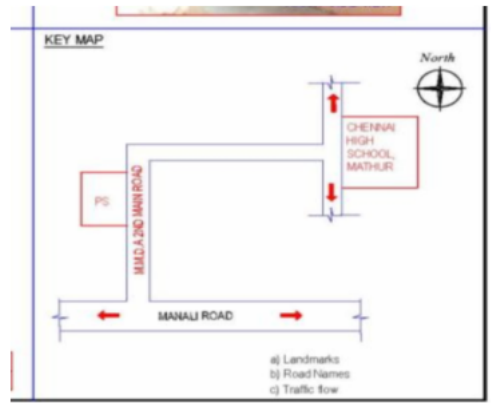 KEY MAP
North
CHENNAI
HIGH
SCHOOL,
MATHUR
PS
M.M.D.A 2ND MAIN ROAD
MANALI ROAD
a) Landmarks
b) Road Names
c) Traffic flow